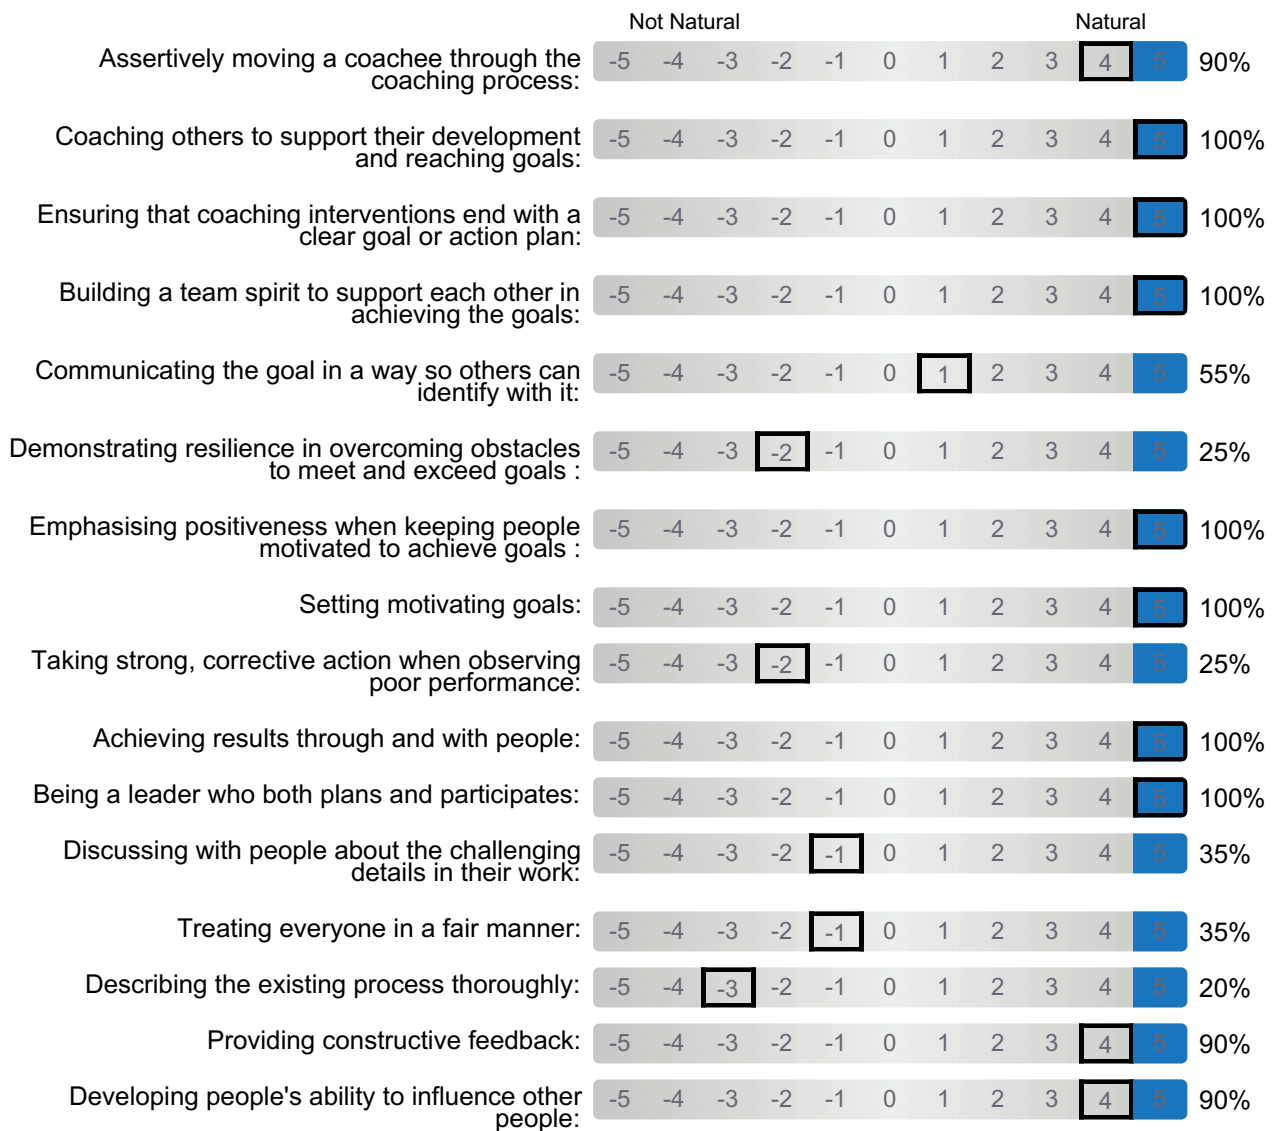 Not Natural Natural
Assertively moving a coachee through the
coaching process:
-5 -4 -3 -2 -1 0 1 2 3 4 5 90%
Coaching others to support their development
and reaching goals:
-5 -4 -3 -2 -1 0 1 2 3 4 5 100%
Ensuring that coaching interventions end with a
clear goal or action plan:
-5 -4 -3 -2 -1 0 1 2 3 4 5 100%
Building a team spirit to support each other in
achieving the goals:
-5 -4 -3 -2 -1 0 1 2 3 4 5 100%
Communicating the goal in a way so others can
identify with it:
-5 -4 -3 -2 -1 0 1 2 3 4 5 55%
Demonstrating resilience in overcoming obstacles
to meet and exceed goals :
-5 -4 -3 -2 -1 0 1 2 3 4 5 25%
Emphasising positiveness when keeping people
motivated to achieve goals :
-5 -4 -3 -2 -1 0 1 2 3 4 5 100%
Setting motivating goals:
-5 -4 -3 -2 -1 0 1 2 3 4 5 100%
Taking strong, corrective action when observing
poor performance:
-5 -4 -3 -2 -1 0 1 2 3 4 5 25%
Achieving results through and with people:
-5 -4 -3 -2 -1 0 1 2 3 4 5 100%
Being a leader who both plans and participates:
-5 -4 -3 -2 -1 0 1 2 3 4 5 100%
Discussing with people about the challenging
details in their work:
-5 -4 -3 -2 -1 0 1 2 3 4 5 35%
Treating everyone in a fair manner:
-5 -4 -3 -2 -1 0 1 2 3 4 5 35%
Describing the existing process thoroughly:
-5 -4 -3 -2 -1 0 1 2 3 4 5 20%
Providing constructive feedback:
-5 -4 -3 -2 -1 0 1 2 3 4 5 90%
Developing people's ability to influence other
people:
-5 -4 -3 -2 -1 0 1 2 3 4 5 90%